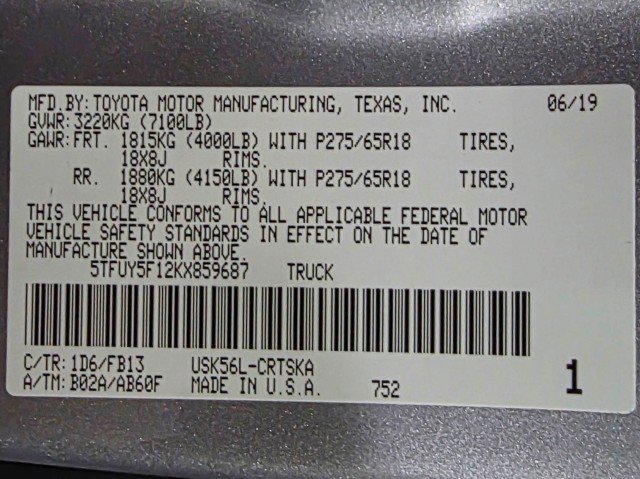 MFD.BY:TOYOTA MOTOR MANUFACTURING, TEXAS, INC. 06/19
GVWR:3220KG (7100LB)
GAWR:FRT. 1815KG (4000LB) WITH P275/65R18 TIRES,
18X8J RIMS.
RR. 1880KG (4150LB) WITH P275/65R18 TIRES,
18X8J RIMS.
THIS VEHICLE CONFORMS TO ALL APPLICABLE FEDERAL MOTOR
VEHICLE SAFETY STANDARDS IN EFFECT ON THE DATE OF
MANUFACTURE SHOWN ABOVE.
5TFUY5F12KX859687 TRUCK
C/TR:1D6/FB13 USK56L-CRTSKA
A/TM:B02A/AB60F MADE IN U.S.A. 752 1